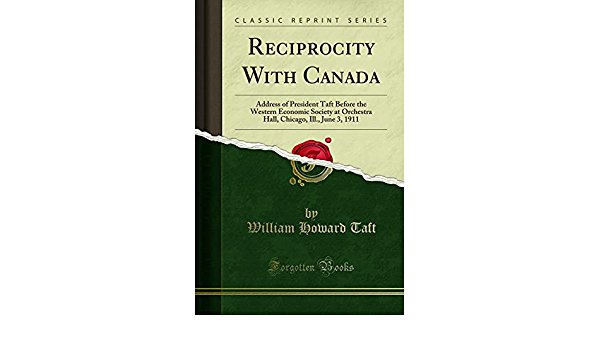 CLASSIC REPRINT SERIES
RECIPROCITY
WITH CANADA
Address of President Taft Before the
Western Economic Society at Orchestra
Hall, Chicago, Ill., June 3, 1911
by
William Howard Taft
Forgotten Books